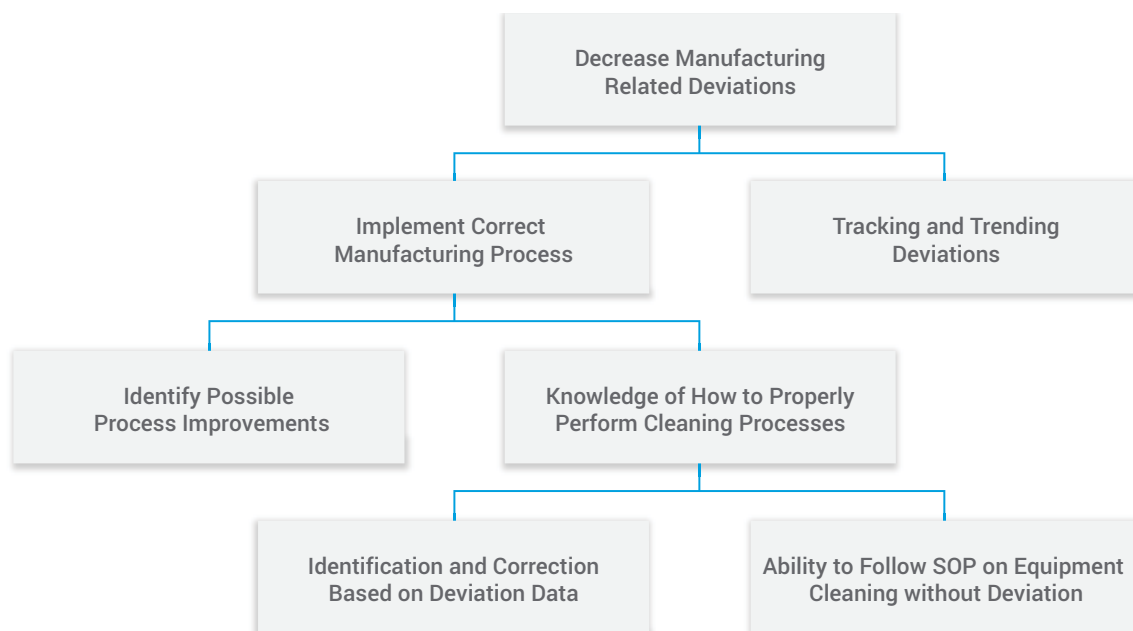 Decrease Manufacturing
Related Deviations
Implement Correct
Manufacturing Process
Tracking and Trending
Deviations
Identify Possible
Process Improvements
Knowledge of How to Properly
Perform Cleaning Processes
Identification and Correction
Based on Deviation Data
Ability to Follow SOP on Equipment
Cleaning without Deviation